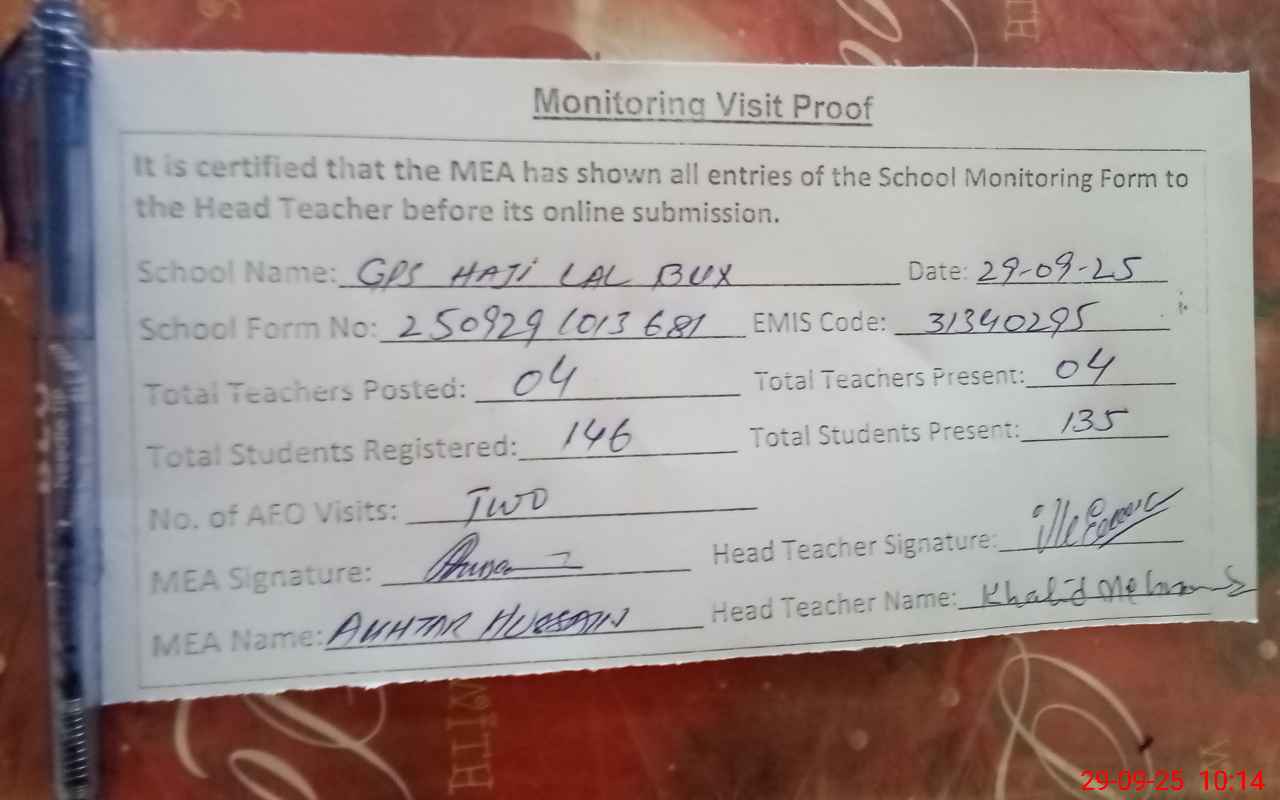 Monitoring Visit Proof
It is certified that the MEA has shown all entries of the School Monitoring Form to
the Head Teacher before its online submission.
School Name: GPS HAJI LAL BUX Date: 29-09-25
School Form No: 250929 1013 681 EMIS Code: 31340295
Total Teachers Posted: 04 Total Teachers Present: 04
Total Students Registered: 146 Total Students Present: 135
No. of AEO Visits: TWO
MEA Signature: Head Teacher Signature:
MEA Name: AKHTAR HUSSAIN Head Teacher Name: Khalid
29-09-25 10:14